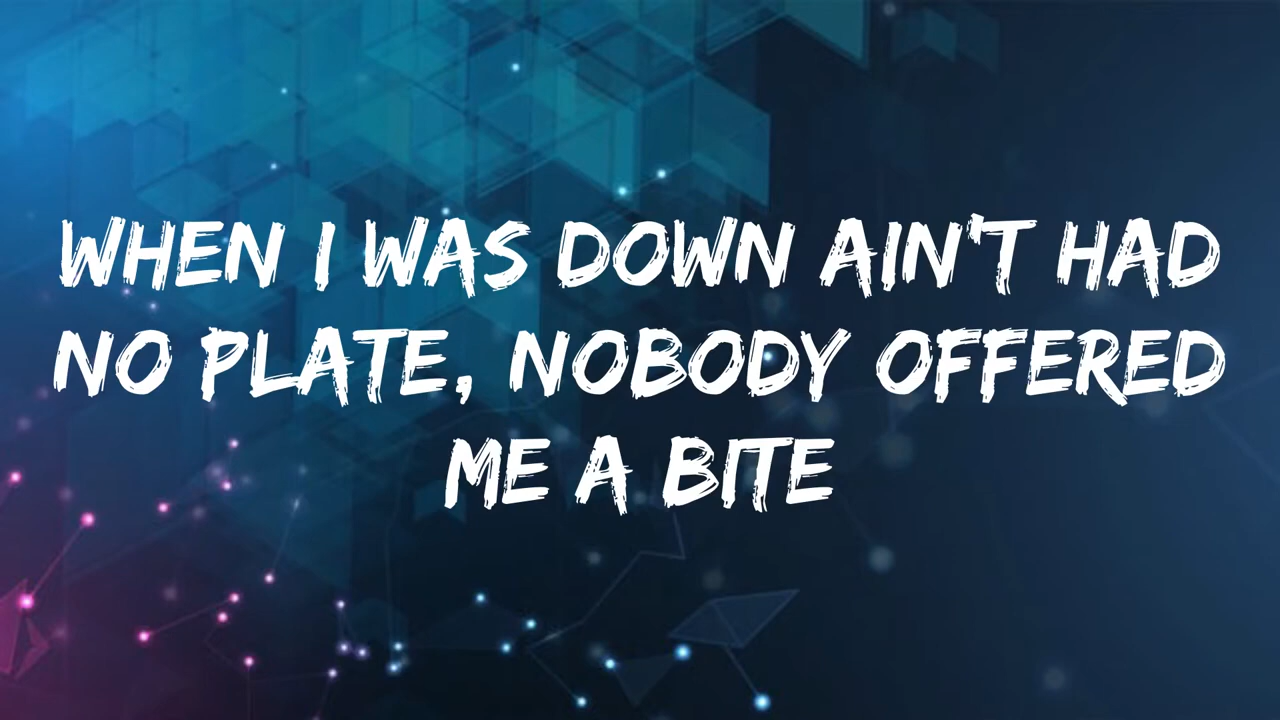 WHEN I WAS DOWN AIN'T HAD
NO PLATE, NOBODY OFFERED
ME A BITE